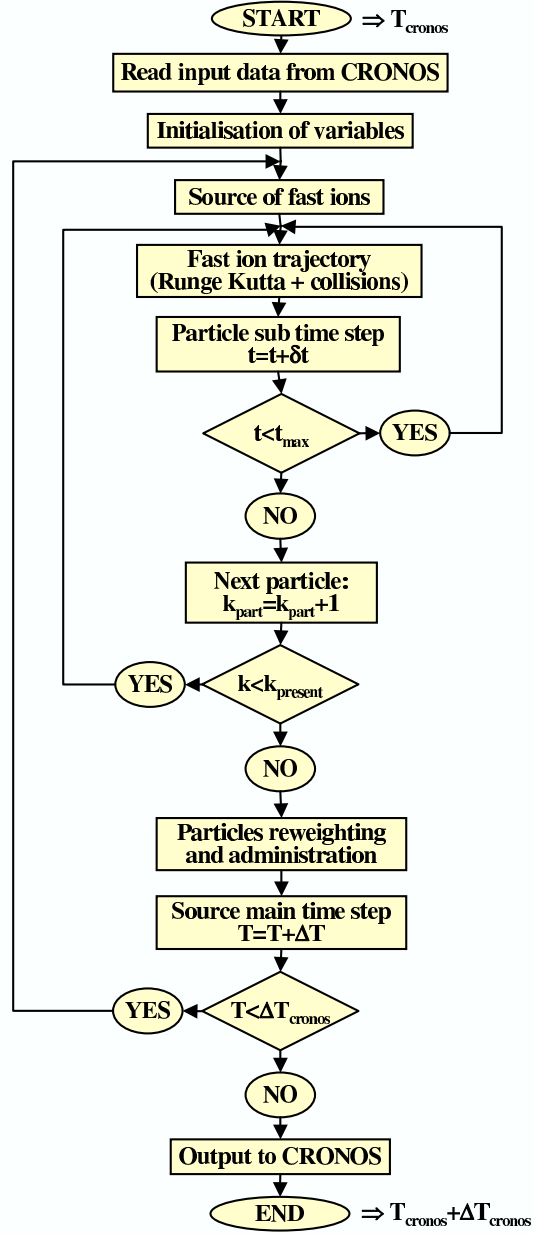 START ⇒ T_cronos
Read input data from CRONOS
Initialisation of variables
Source of fast ions
Fast ion trajectory
(Runge Kutta + collisions)
Particle sub time step
t=t+δt
t<t_max
YES
NO
Next particle:
k_part=k_part+1
k<k_present
YES
NO
Particles reweighting
and administration
Source main time step
T=T+ΔT
T<ΔT_cronos
YES
NO
Output to CRONOS
END ⇒ T_cronos+ΔT_cronos